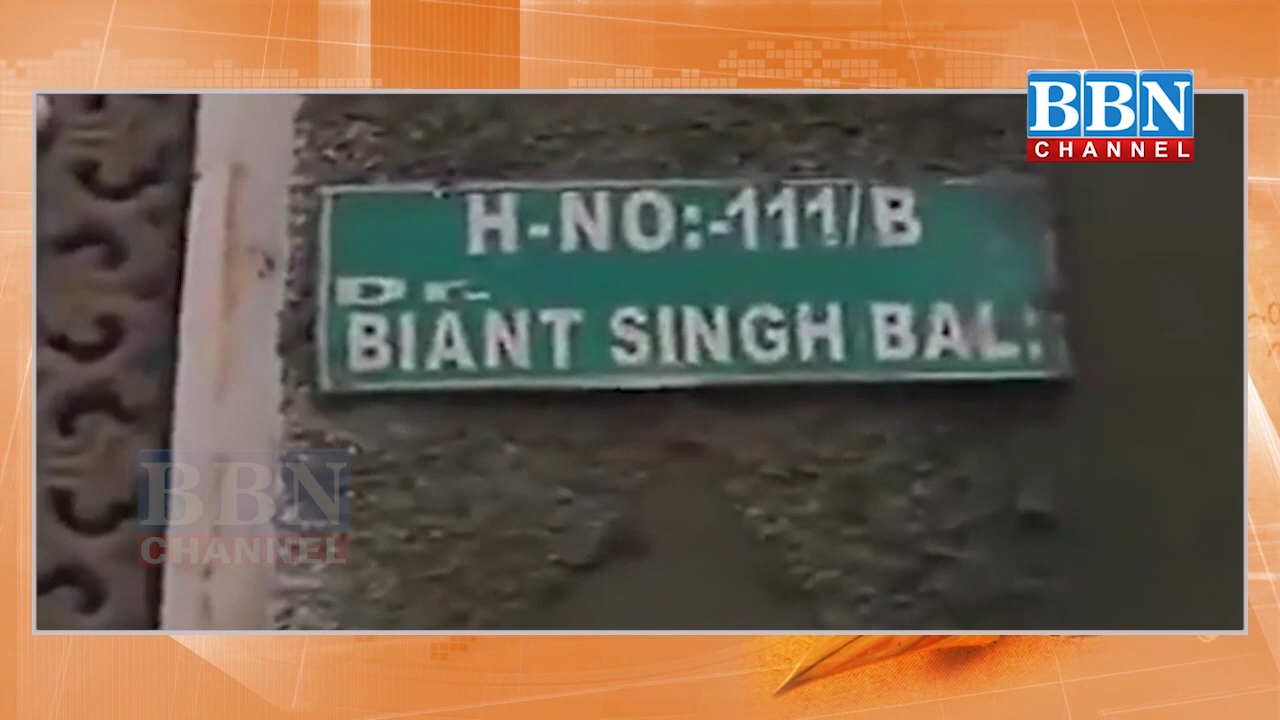 BBN
CHANNEL
H-NO:-111/B
Dr.
BIANT SINGH BAL:
BBN
CHANNEL